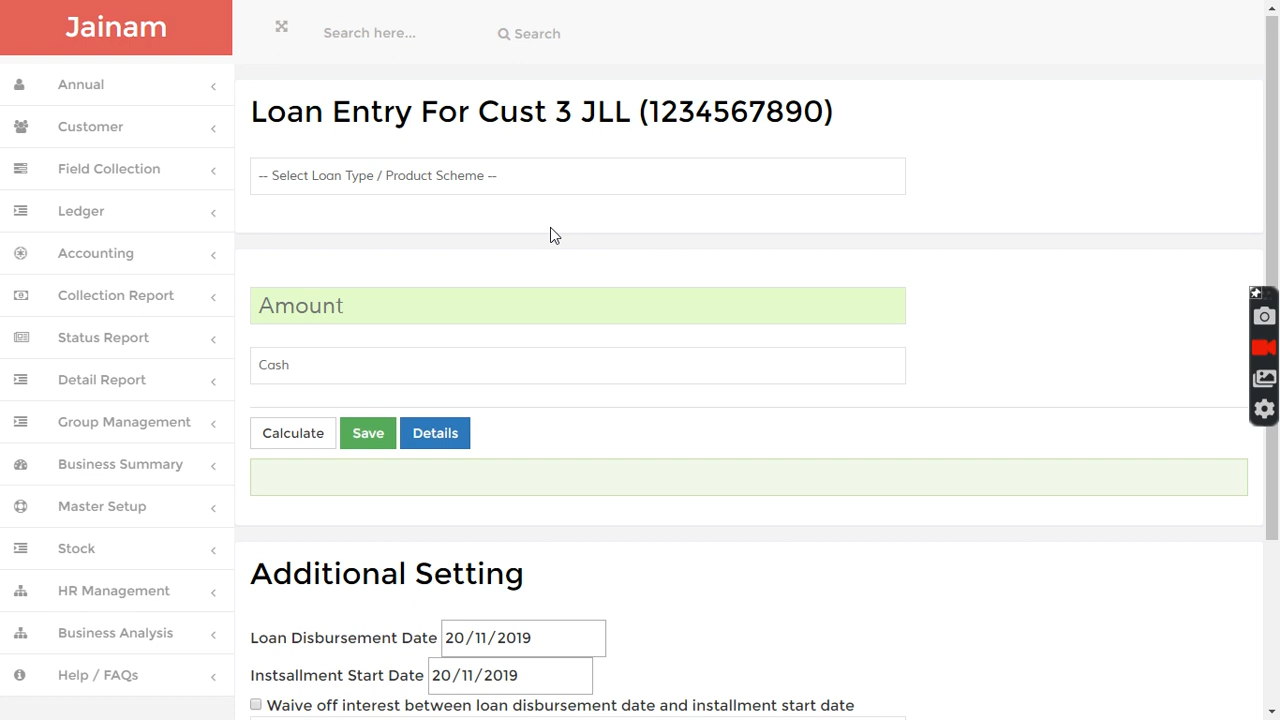 Jainam
Search here...
Search
Annual
Customer
Field Collection
Ledger
Accounting
Collection Report
Status Report
Detail Report
Group Management
Business Summary
Master Setup
Stock
HR Management
Business Analysis
Help / FAQs
Loan Entry For Cust 3 JLL (1234567890)
-- Select Loan Type / Product Scheme --
Amount
Cash
Calculate Save Details
Additional Setting
Loan Disbursement Date 20/11/2019
Instsallment Start Date 20/11/2019
Waive off interest between loan disbursement date and installment start date